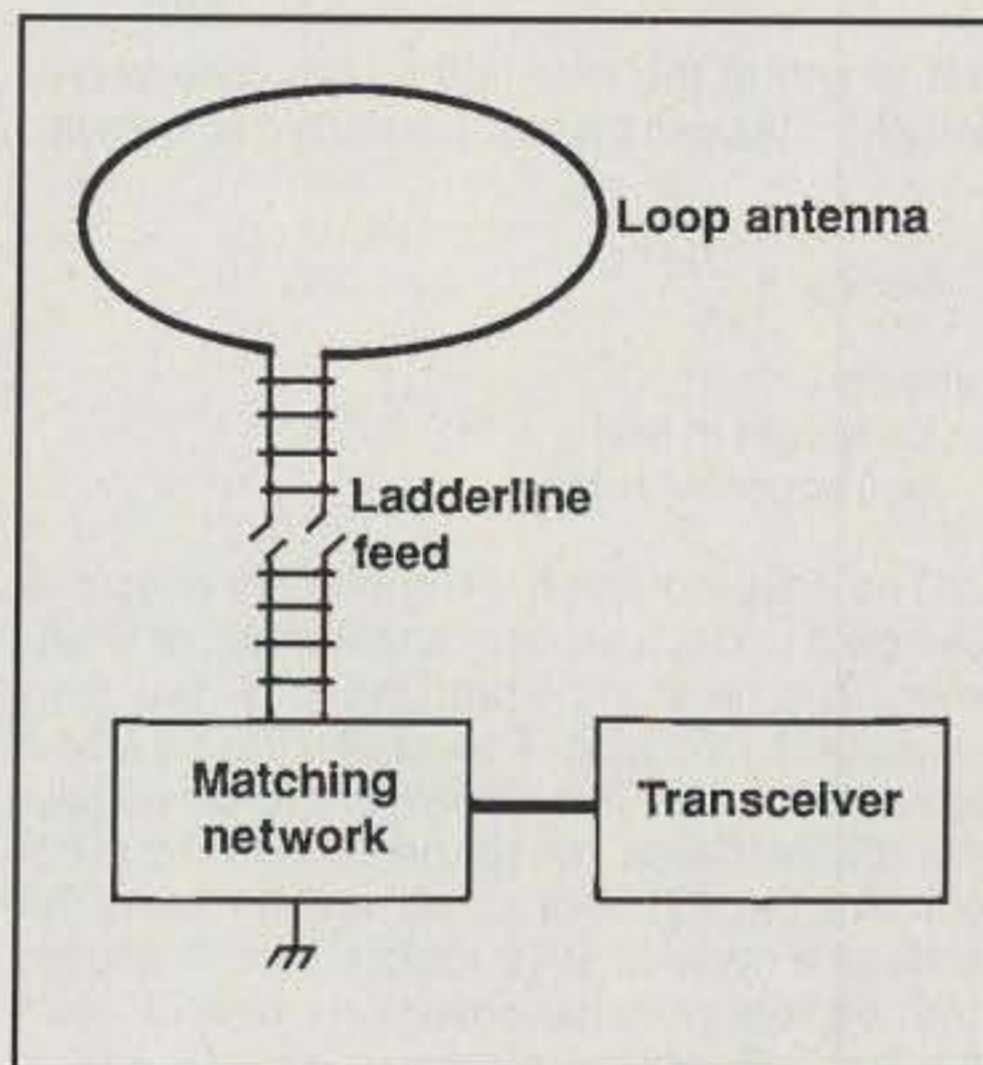 Loop antenna
Ladderline
feed
Matching
network
Transceiver